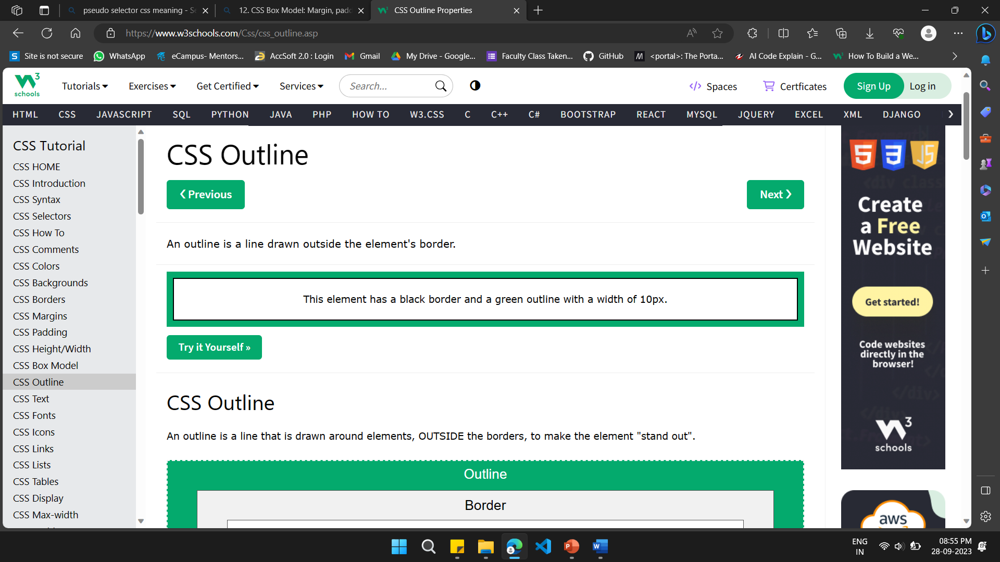 pseudo selector css meaning - Se
12. CSS Box Model: Margin, padd
CSS Outline Properties
https://www.w3schools.com/Css/css_outline.asp
Site is not secure
WhatsApp
eCampus- Mentors...
AccSoft 2.0 : Login
Gmail
My Drive - Google...
Faculty Class Taken...
GitHub
<portal>: The Porta...
AI Code Explain - G...
How To Build a We...
3
schools
Tutorials
Exercises
Get Certified
Services
Search...
Spaces
Certficates
Sign Up
Log in
HTML
CSS
JAVASCRIPT
SQL
PYTHON
JAVA
PHP
HOW TO
W3.CSS
C
C++
C#
BOOTSTRAP
REACT
MYSQL
JQUERY
EXCEL
XML
DJANGO
CSS Tutorial
CSS HOME
CSS Introduction
CSS Syntax
CSS Selectors
CSS How To
CSS Comments
CSS Colors
CSS Backgrounds
CSS Borders
CSS Margins
CSS Padding
CSS Height/Width
CSS Box Model
CSS Outline
CSS Text
CSS Fonts
CSS Icons
CSS Links
CSS Lists
CSS Tables
CSS Display
CSS Max-width
CSS Outline
❮ Previous
Next ❯
An outline is a line drawn outside the element's border.
This element has a black border and a green outline with a width of 10px.
Try it Yourself »
CSS Outline
An outline is a line that is drawn around elements, OUTSIDE the borders, to make the element "stand out".
Outline
Border
5
3
JS
Create
a Free
Website
Get started!
Code websites
directly in the
browser!
3
schools
aws
ENG
IN
08:55 PM
28-09-2023